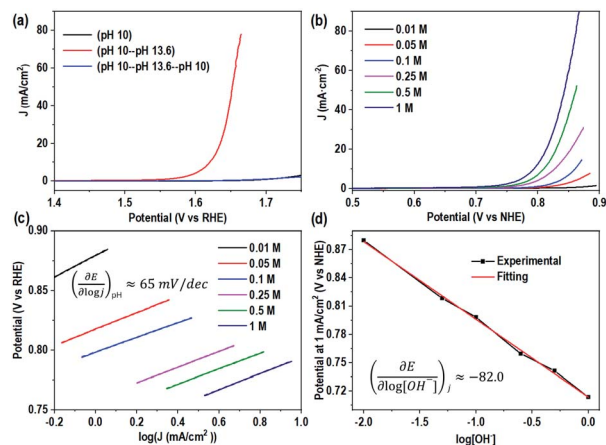 (a)
(pH 10)
(pH 10--pH 13.6)
(pH 10--pH 13.6--pH 10)
J (mA/cm²)
80
60
40
20
0
1.4
1.5
1.6
1.7
Potential (V vs RHE)
(b)
0.01 M
0.05 M
0.1 M
0.25 M
0.5 M
1 M
J (mA·cm⁻²)
80
60
40
20
0
0.5
0.6
0.7
0.8
0.9
Potential (V vs NHE)
(c)
0.01 M
0.05 M
0.1 M
0.25 M
0.5 M
1 M
(∂E/∂logj)pH ≈ 65 mV/dec
Potential (V vs RHE)
0.90
0.85
0.80
0.75
-0.2
0.0
0.2
0.4
0.6
0.8
1.0
log(J (mA/cm²))
(d)
Experimental
Fitting
(∂E/∂log[OH⁻])j ≈ −82.0
Potential at 1 mA/cm² (V vs NHE)
0.87
0.84
0.81
0.78
0.75
0.72
-2.0
-1.5
-1.0
-0.5
0.0
log[OH⁻]